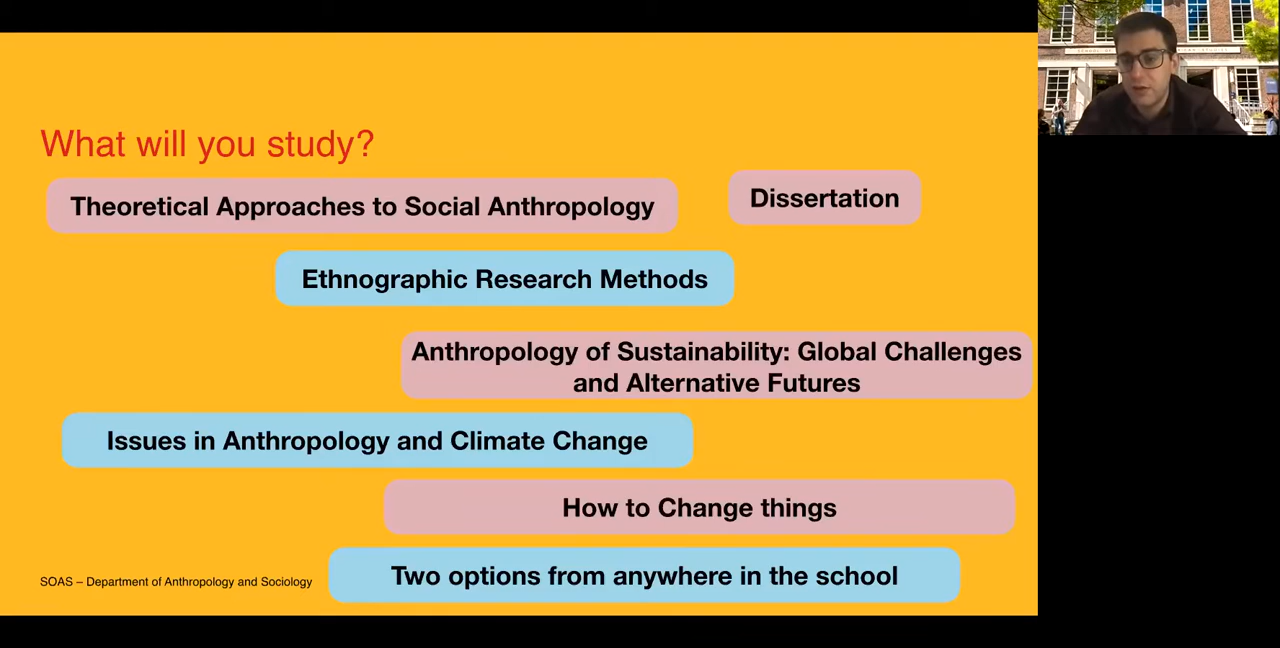 What will you study?
Theoretical Approaches to Social Anthropology
Dissertation
Ethnographic Research Methods
Anthropology of Sustainability: Global Challenges
and Alternative Futures
Issues in Anthropology and Climate Change
How to Change things
Two options from anywhere in the school
SOAS – Department of Anthropology and Sociology
SCHOOL OF